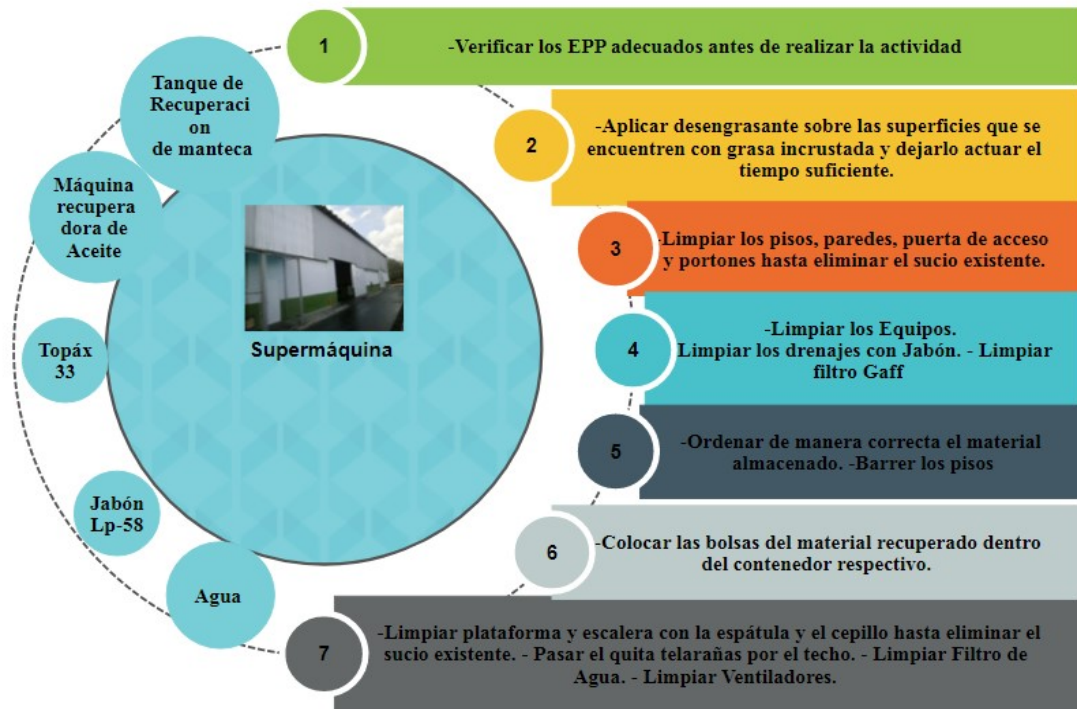 Tanque de
Recuperaci
on
de manteca
Máquina
recupera
dora de
Aceite
Topáx
33
Jabón
Lp-58
Agua
Supermáquina
1
-Verificar los EPP adecuados antes de realizar la actividad
2
-Aplicar desengrasante sobre las superficies que se
encuentren con grasa incrustada y dejarlo actuar el
tiempo suficiente.
3
-Limpiar los pisos, paredes, puerta de acceso
y portones hasta eliminar el sucio existente.
4
-Limpiar los Equipos.
Limpiar los drenajes con Jabón. - Limpiar
filtro Gaff
5
-Ordenar de manera correcta el material
almacenado. -Barrer los pisos
6
-Colocar las bolsas del material recuperado dentro
del contenedor respectivo.
7
-Limpiar plataforma y escalera con la espátula y el cepillo hasta eliminar el
sucio existente. - Pasar el quita telarañas por el techo. - Limpiar Filtro de
Agua. - Limpiar Ventiladores.